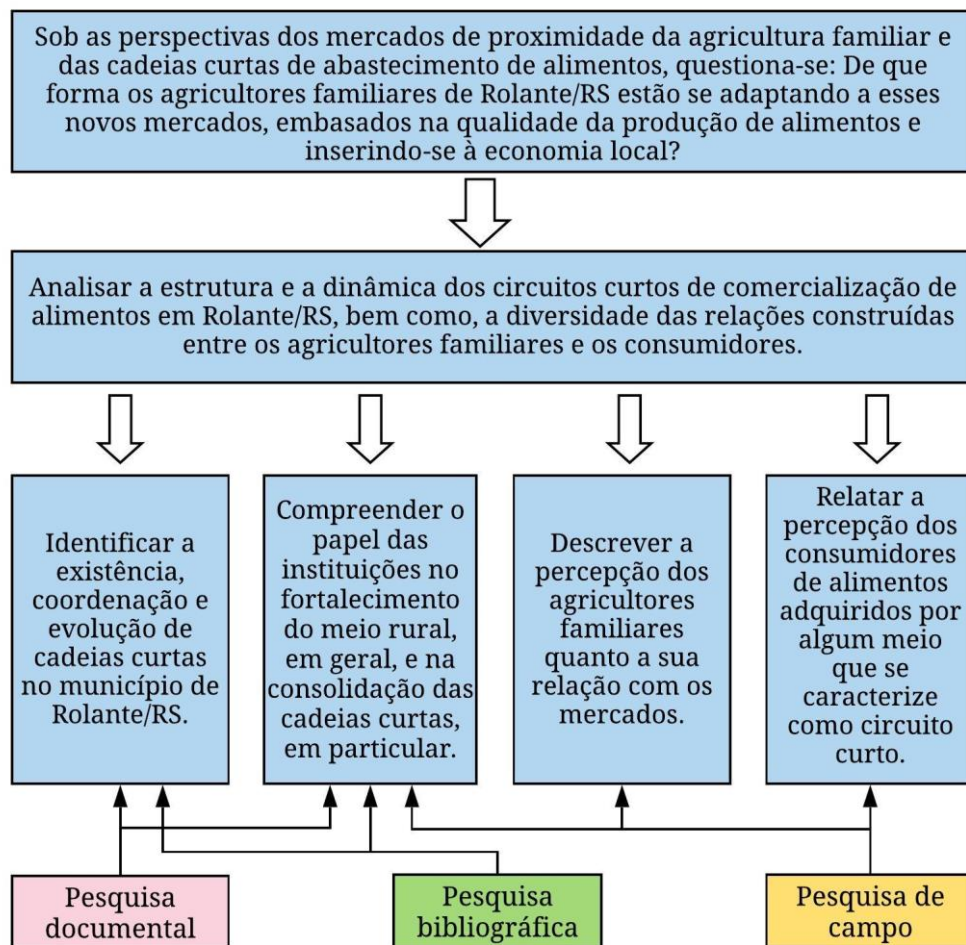 Sob as perspectivas dos mercados de proximidade da agricultura familiar e
das cadeias curtas de abastecimento de alimentos, questiona-se: De que
forma os agricultores familiares de Rolante/RS estão se adaptando a esses
novos mercados, embasados na qualidade da produção de alimentos e
inserindo-se à economia local?
Analisar a estrutura e a dinâmica dos circuitos curtos de comercialização de
alimentos em Rolante/RS, bem como, a diversidade das relações construídas
entre os agricultores familiares e os consumidores.
Identificar a
existência,
coordenação e
evolução de
cadeias curtas
no município de
Rolante/RS.
Compreender o
papel das
instituições no
fortalecimento
do meio rural,
em geral, e na
consolidação das
cadeias curtas,
em particular.
Descrever a
percepção dos
agricultores
familiares
quanto a sua
relação com os
mercados.
Relatar a
percepção dos
consumidores
de alimentos
adquiridos por
algum meio que
se caracterize
como circuito
curto.
Pesquisa
documental
Pesquisa
bibliográfica
Pesquisa de
campo